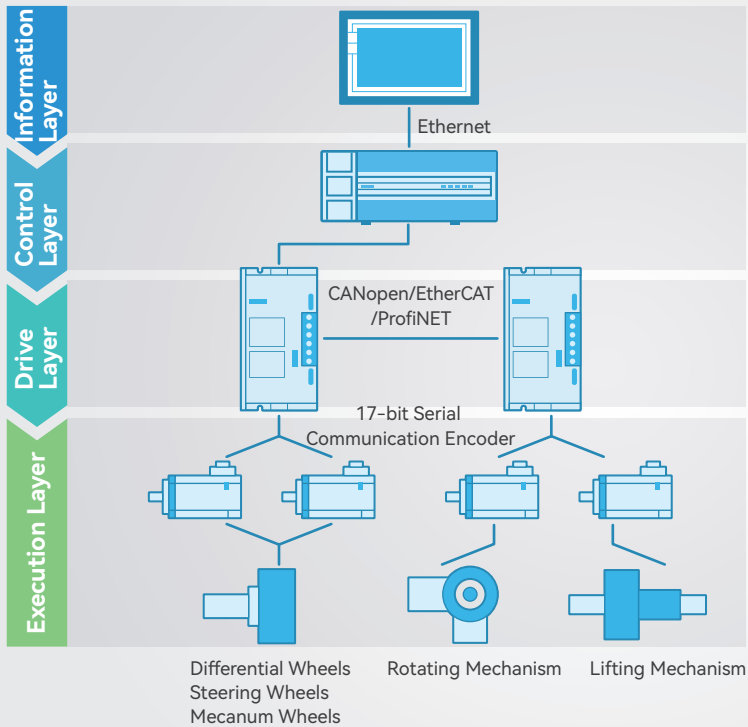 Information
Layer
Ethernet
Control
Layer
CANopen/EtherCAT
/ProfiNET
Drive
Layer
17-bit Serial
Communication Encoder
Execution Layer
Differential Wheels
Steering Wheels
Mecanum Wheels
Rotating Mechanism
Lifting Mechanism